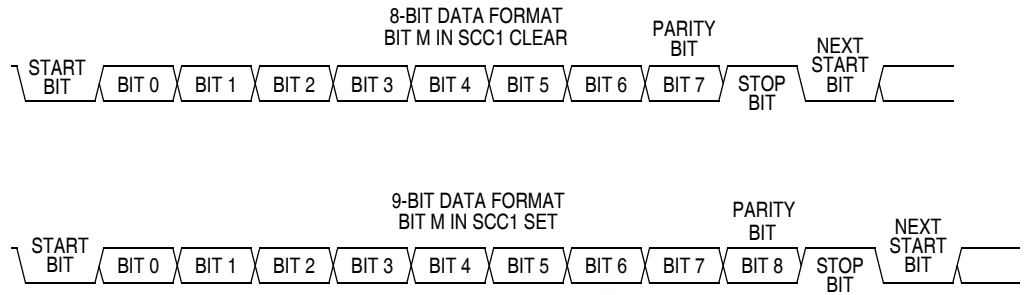 8-BIT DATA FORMAT
BIT M IN SCC1 CLEAR
PARITY
BIT
NEXT
START
BIT
START
BIT
BIT 0
BIT 1
BIT 2
BIT 3
BIT 4
BIT 5
BIT 6
BIT 7
STOP
BIT
9-BIT DATA FORMAT
BIT M IN SCC1 SET
PARITY
BIT
NEXT
START
BIT
START
BIT
BIT 0
BIT 1
BIT 2
BIT 3
BIT 4
BIT 5
BIT 6
BIT 7
BIT 8
STOP
BIT